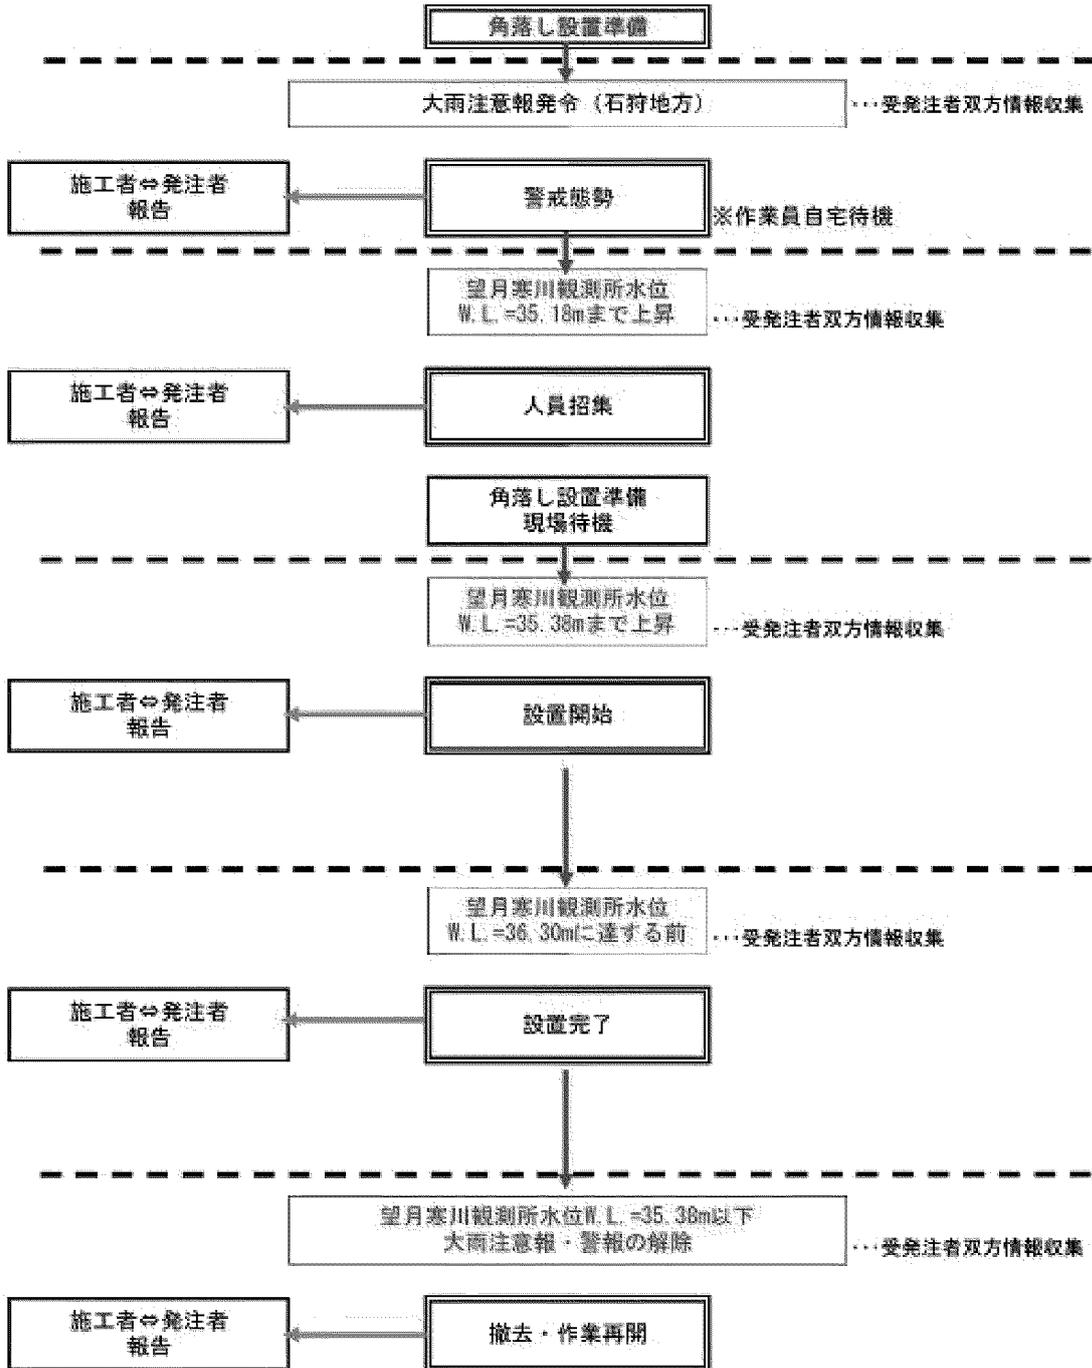 角落し設置準備
大雨注意報発令（石狩地方）
･･･受発注者双方情報収集
施工者⇔発注者
報告
警戒態勢
※作業員自宅待機
望月寒川観測所水位
W.L.=35.18mまで上昇
･･･受発注者双方情報収集
施工者⇔発注者
報告
人員招集
角落し設置準備
現場待機
望月寒川観測所水位
W.L.=35.38mまで上昇
･･･受発注者双方情報収集
施工者⇔発注者
報告
設置開始
望月寒川観測所水位
W.L.=36.30mに達する前
･･･受発注者双方情報収集
施工者⇔発注者
報告
設置完了
望月寒川観測所水位W.L.=35.38m以下
大雨注意報・警報の解除
･･･受発注者双方情報収集
施工者⇔発注者
報告
撤去・作業再開